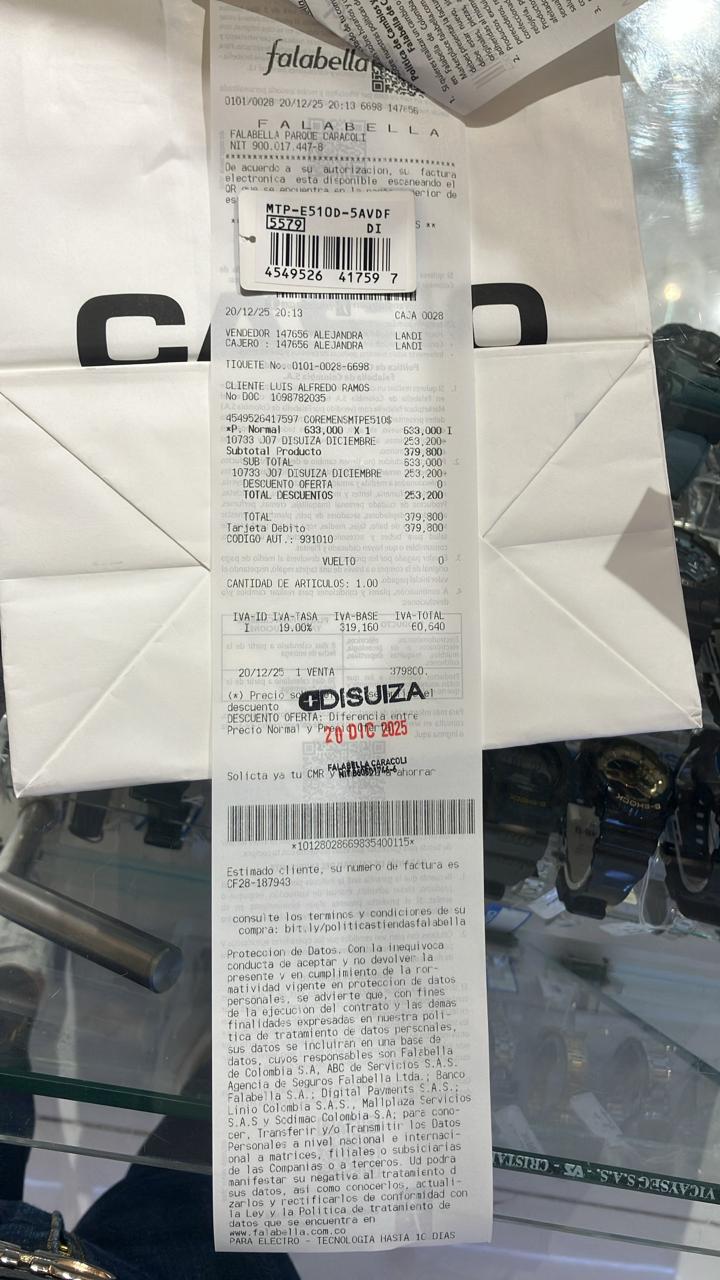 falabella
0101/0028 20/12/25 20:13 6698 147656
FALABELLA
FALABELLA PARQUE CARACOLI
NIT 900.017.447-8
De acuerdo a su autorizacion, su factura
electronica esta disponible escaneando el
QR que se encuentra en la
MTP-E510D-5AVDF
5579 DI
4549526 41759 7
20/12/25 20:13 CAJA 0028
VENDEDOR 147656 ALEJANDRA LANDI
CAJERO : 147656 ALEJANDRA LANDI
TIQUETE No. 0101-0028-6698
CLIENTE LUIS ALFREDO RAMOS
No DOC 1098782035
4549526417597 COREMENSMTPE510$
*P. Normal 633,000 X 1 633,000 I
10733 J07 DISUIZA DICIEMBRE 253,200-
Subtotal Producto 379,800
SUB TOTAL 633,000
10733 J07 DISUIZA DICIEMBRE 253,200-
DESCUENTO OFERTA 0
TOTAL DESCUENTOS 253,200
TOTAL 379,800
Tarjeta Debito 379,800
CODIGO AUT.: 931010
VUELTO 0
CANTIDAD DE ARTICULOS: 1.00
IVA-ID IVA-TASA IVA-BASE IVA-TOTAL
I 19.00% 319,160 60,640
20/12/25 1 VENTA 379800.
(*) Precio el
DISUIZA
descuento
DESCUENTO OFERTA: Diferencia entre
Precio Normal y
20 DIC 2025
FALABELLA CARACOLI
Solicita ya tu CMR y ahorrar
*10128028669835400115*
Estimado cliente, su numero de factura es
CF28-187943
consulte los terminos y condiciones de su
compra: bit.ly/politicastiendasfalabella
Proteccion de Datos. Con la inequivoca
conducta de aceptar y no devolver la
presente y en cumplimiento de la nor-
matividad vigente en proteccion de datos
personales, se advierte que, con fines
de la ejecucion del contrato y las demas
finalidades expresadas en nuestra poli-
tica de tratamiento de datos personales,
sus datos se incluiran en una base de
datos, cuyos responsables son Falabella
de Colombia S.A, ABC de Servicios S.A.S.
Agencia de Seguros Falabella Ltda.; Banco
Falabella S.A.; Digital Payments S.A.S.;
Linio Colombia S.A.S., Mallplaza Servicios
S.A.S y Sodimac Colombia S.A; para cono-
cer, Transferir y/o Transmitir los Datos
Personales a nivel nacional e internaci-
onal a matrices, filiales o subsiciarias
de las Companias o a terceros. Ud podra
manifestar su negativa al tratamiento d
sus datos, asi como conocerlos, actuali-
zarlos y rectificarlos de conformidad con
la Ley y la Politica de tratamiento de
datos que se encuentra en
www.falabella.com.co
PARA ELECTRO - TECNOLOGIA HASTA 10 DIAS
G-SHOCK
VICAYSEG S.A.S. - CRISTAL